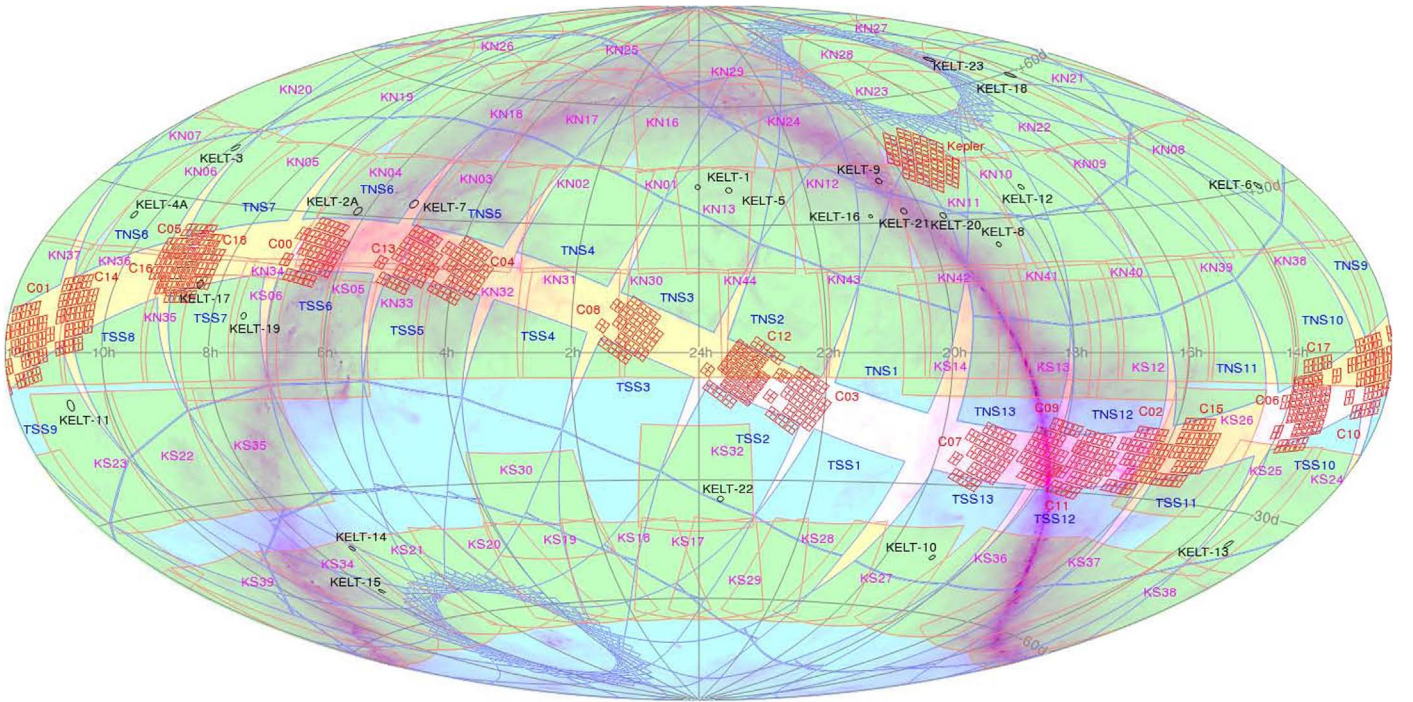 KN27
KN26
KN25
KN28
KELT-23
+60d
KN29
KN21
KELT-18
KN20
KN19
KN23
KN18
KN17
KN16
KN24
KN22
KN07
Kepler
KN08
KELT-3
KN05
KN09
KN06
KN04
KELT-9
KN10
KN03
KN02
KN01
KELT-1
KN12
KELT-6
+30d
TNS6
KELT-12
KELT-4A
KELT-2A
KELT-7
KELT-5
KN11
TNS7
TNS5
KN13
KELT-16
KELT-21
KELT-20
KELT-8
TNS8
C05
C18
C00
C13
TNS4
KN37
KN36
C16
C04
KN38
TNS9
KN34
KN31
KN30
KN44
KN43
KN42
KN41
KN40
KN39
C14
C01
KS06
KS05
KN32
TNS3
KELT-17
KN33
TSS6
KN35
TSS7
C08
TNS2
TNS10
KELT-19
TSS8
TSS5
TSS4
C12
C17
10h
8h
6h
4h
2h
24h
22h
20h
18h
16h
14h
KS14
KS13
KS12
TNS11
TNS1
TSS3
C03
C06
KELT-11
C09
C02
C15
TNS13
TNS12
KS26
TSS9
C10
TSS2
C07
KS35
KS32
KS22
KS23
TSS1
TSS10
KS30
KS25
KS24
KELT-22
TSS13
TSS11
C11
TSS12
-30d
KELT-14
KS21
KS20
KS19
KS18
KS17
KS28
KELT-10
KELT-13
KS36
KS34
KS37
KS39
KELT-15
KS29
KS27
KS38
-60d